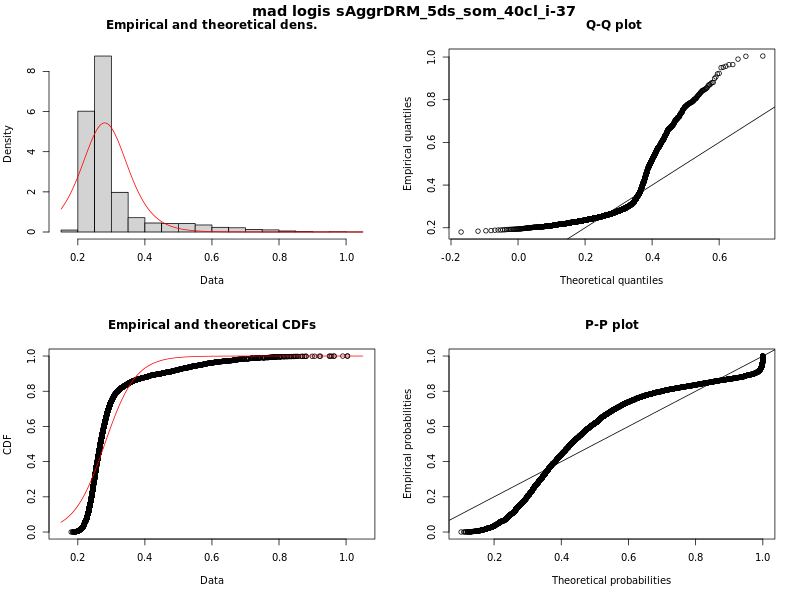 mad logis sAggrDRM_5ds_som_40cl_i-37
Empirical and theoretical dens.
Density
0 2 4 6 8
0.2 0.4 0.6 0.8 1.0
Data
Q-Q plot
Empirical quantiles
0.2 0.4 0.6 0.8 1.0
-0.2 0.0 0.2 0.4 0.6
Theoretical quantiles
Empirical and theoretical CDFs
CDF
0.0 0.2 0.4 0.6 0.8 1.0
0.2 0.4 0.6 0.8 1.0
Data
P-P plot
Empirical probabilities
0.0 0.2 0.4 0.6 0.8 1.0
0.2 0.4 0.6 0.8 1.0
Theoretical probabilities